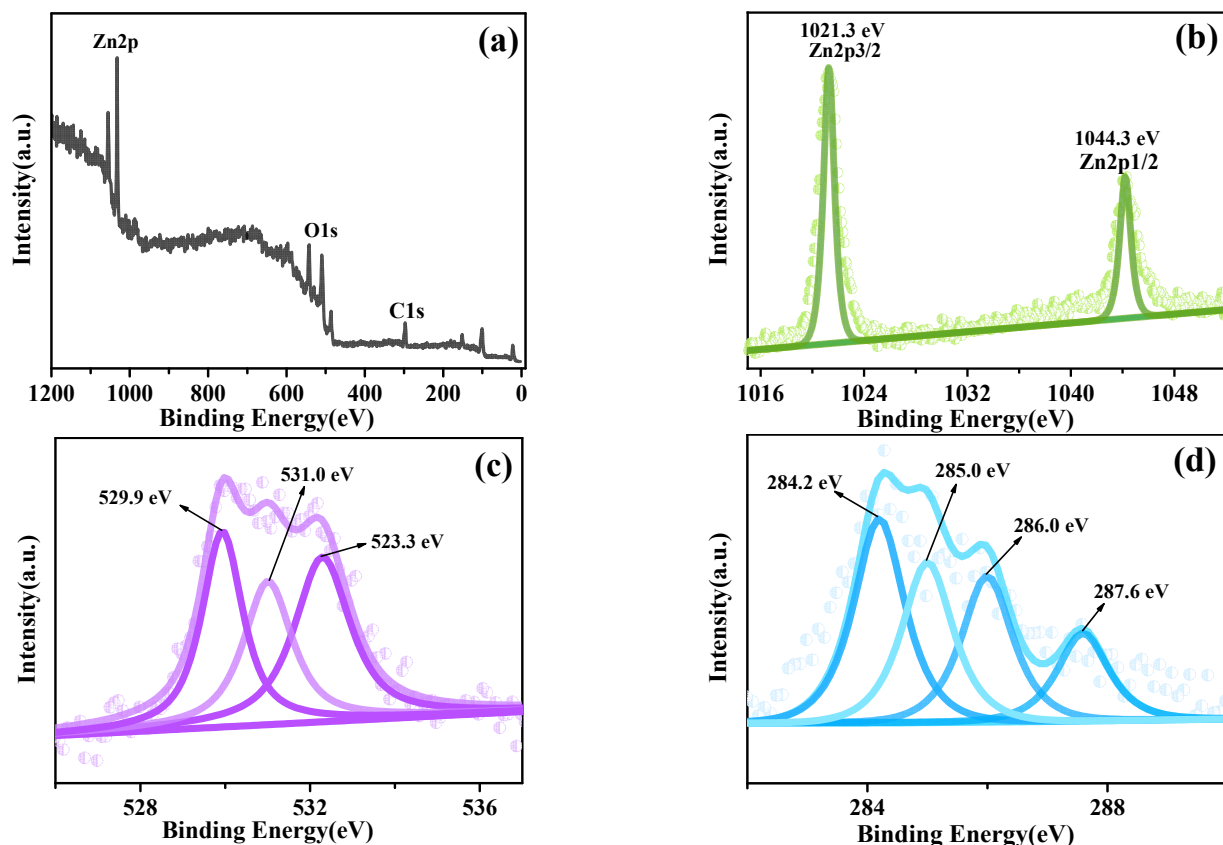 (a)
Zn2p
O1s
C1s
Intensity(a.u.)
1200 1000 800 600 400 200 0
Binding Energy(eV)
(b)
1021.3 eV
Zn2p3/2
1044.3 eV
Zn2p1/2
Intensity(a.u.)
1016 1024 1032 1040 1048
Binding Energy(eV)
(c)
529.9 eV
531.0 eV
523.3 eV
Intensity(a.u.)
528 532 536
Binding Energy(eV)
(d)
284.2 eV
285.0 eV
286.0 eV
287.6 eV
Intensity(a.u.)
284 288
Binding Energy(eV)